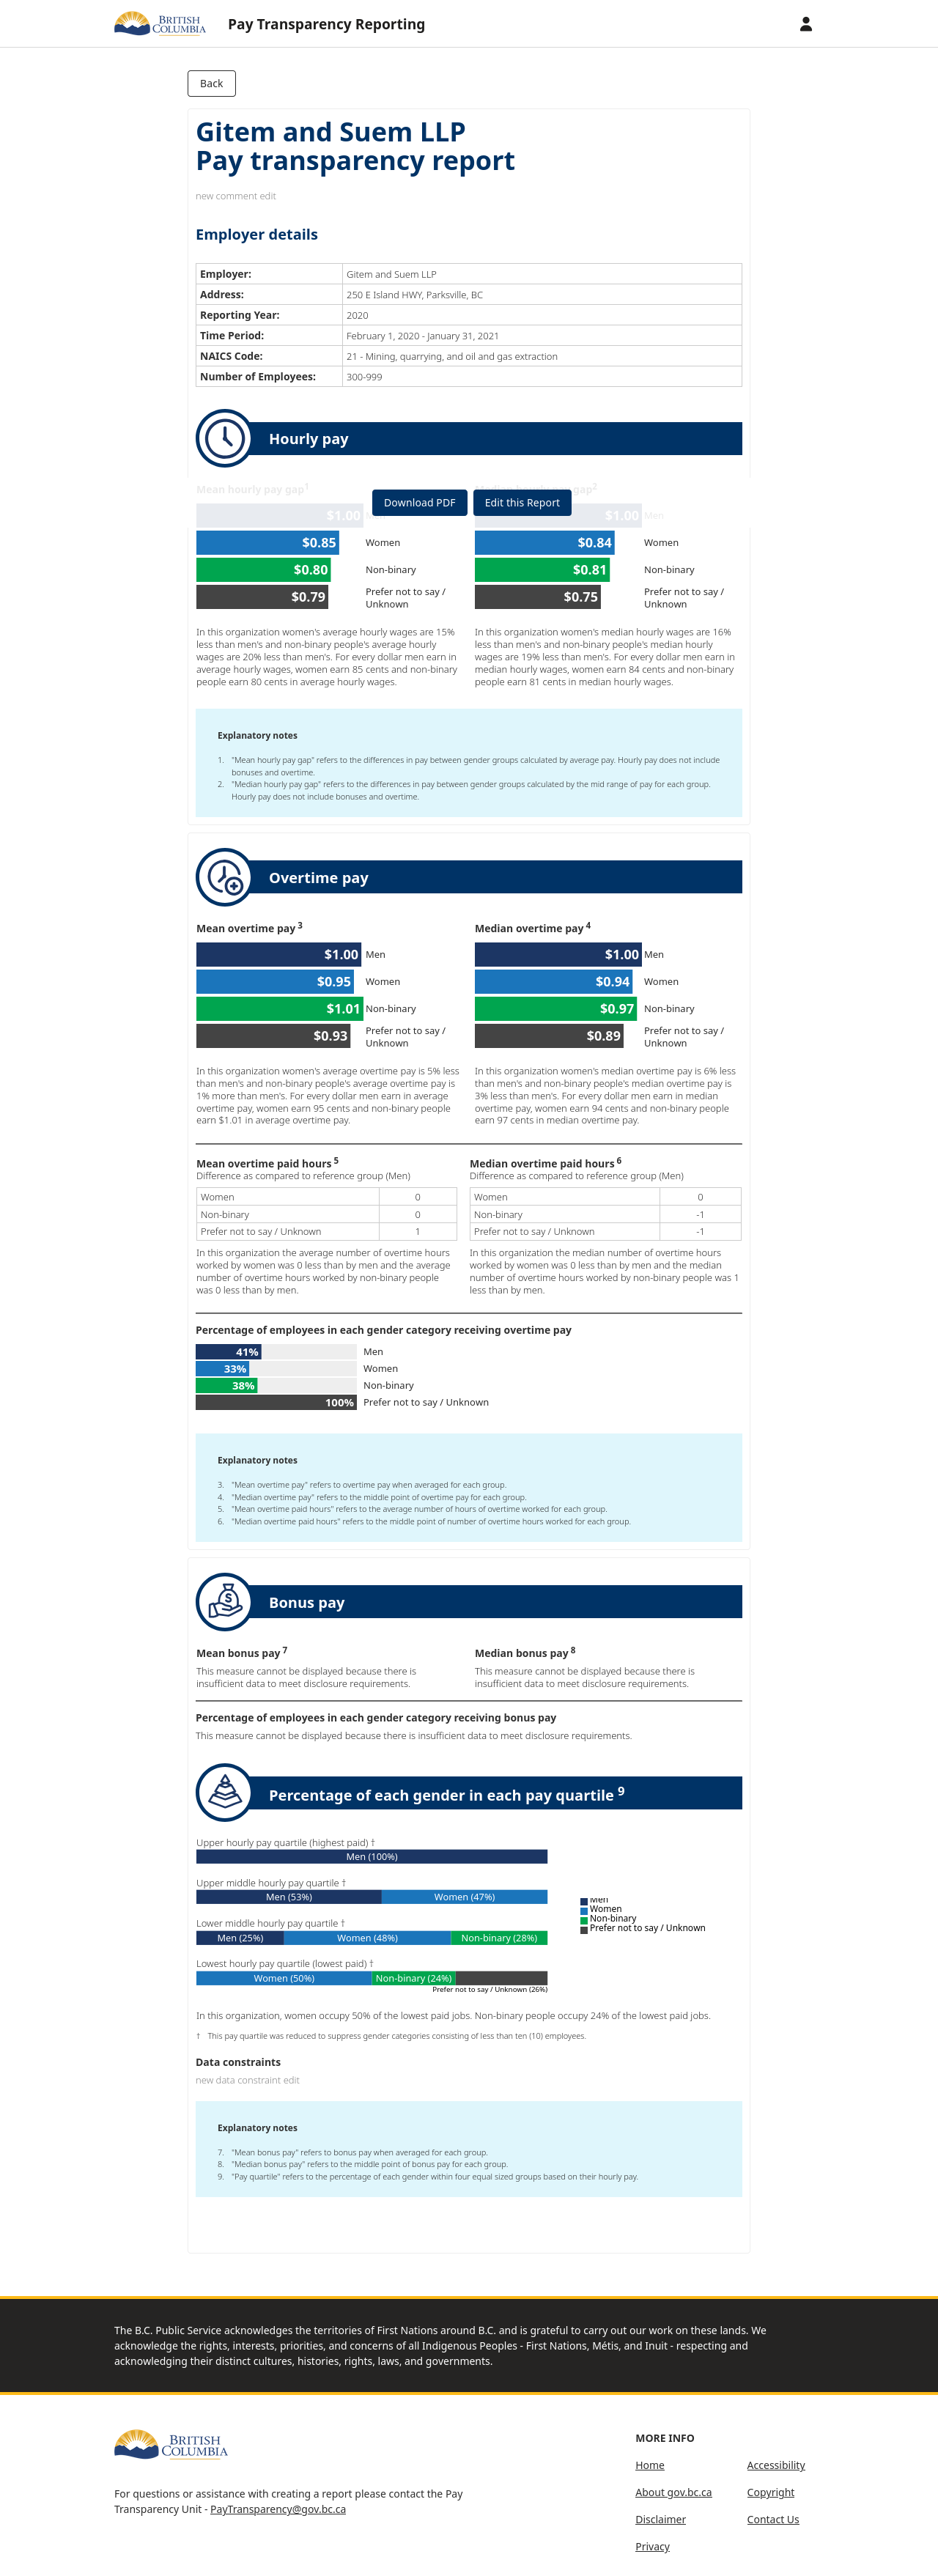 BRITISH
COLUMBIA
Pay Transparency Reporting
Back
Gitem and Suem LLP
Pay transparency report
new comment edit
Employer details
Employer: Gitem and Suem LLP
Address: 250 E Island HWY, Parksville, BC
Reporting Year: 2020
Time Period: February 1, 2020 - January 31, 2021
NAICS Code: 21 - Mining, quarrying, and oil and gas extraction
Number of Employees: 300-999
Hourly pay
Mean hourly pay gap1
gap2
Download PDF Edit this Report
$1.00
$1.00 Men
$0.85 Women
$0.84 Women
$0.80 Non-binary
$0.81 Non-binary
$0.79 Prefer not to say /
Unknown
$0.75 Prefer not to say /
Unknown
In this organization women's average hourly wages are 15%
less than men's and non-binary people's average hourly
wages are 20% less than men's. For every dollar men earn in
average hourly wages, women earn 85 cents and non-binary
people earn 80 cents in average hourly wages.
In this organization women's median hourly wages are 16%
less than men's and non-binary people's median hourly
wages are 19% less than men's. For every dollar men earn in
median hourly wages, women earn 84 cents and non-binary
people earn 81 cents in median hourly wages.
Explanatory notes
1. "Mean hourly pay gap" refers to the differences in pay between gender groups calculated by average pay. Hourly pay does not include
bonuses and overtime.
2. "Median hourly pay gap" refers to the differences in pay between gender groups calculated by the mid range of pay for each group.
Hourly pay does not include bonuses and overtime.
Overtime pay
Mean overtime pay 3
$1.00 Men
$0.95 Women
$1.01 Non-binary
$0.93 Prefer not to say /
Unknown
Median overtime pay 4
$1.00 Men
$0.94 Women
$0.97 Non-binary
$0.89 Prefer not to say /
Unknown
In this organization women's average overtime pay is 5% less
than men's and non-binary people's average overtime pay is
1% more than men's. For every dollar men earn in average
overtime pay, women earn 95 cents and non-binary people
earn $1.01 in average overtime pay.
In this organization women's median overtime pay is 6% less
than men's and non-binary people's median overtime pay is
3% less than men's. For every dollar men earn in median
overtime pay, women earn 94 cents and non-binary people
earn 97 cents in median overtime pay.
Mean overtime paid hours 5
Difference as compared to reference group (Men)
Women 0
Non-binary 0
Prefer not to say / Unknown 1
In this organization the average number of overtime hours
worked by women was 0 less than by men and the average
number of overtime hours worked by non-binary people
was 0 less than by men.
Median overtime paid hours 6
Difference as compared to reference group (Men)
Women 0
Non-binary -1
Prefer not to say / Unknown -1
In this organization the median number of overtime hours
worked by women was 0 less than by men and the median
number of overtime hours worked by non-binary people was 1
less than by men.
Percentage of employees in each gender category receiving overtime pay
41% Men
33% Women
38% Non-binary
100% Prefer not to say / Unknown
Explanatory notes
3. "Mean overtime pay" refers to overtime pay when averaged for each group.
4. "Median overtime pay" refers to the middle point of overtime pay for each group.
5. "Mean overtime paid hours" refers to the average number of hours of overtime worked for each group.
6. "Median overtime paid hours" refers to the middle point of number of overtime hours worked for each group.
Bonus pay
Mean bonus pay 7
This measure cannot be displayed because there is
insufficient data to meet disclosure requirements.
Median bonus pay 8
This measure cannot be displayed because there is
insufficient data to meet disclosure requirements.
Percentage of employees in each gender category receiving bonus pay
This measure cannot be displayed because there is insufficient data to meet disclosure requirements.
Percentage of each gender in each pay quartile 9
Upper hourly pay quartile (highest paid) †
Men (100%)
Upper middle hourly pay quartile †
Men (53%) Women (47%)
Lower middle hourly pay quartile †
Men (25%) Women (48%) Non-binary (28%)
Lowest hourly pay quartile (lowest paid) †
Women (50%) Non-binary (24%)
Prefer not to say / Unknown (26%)
Men
Women
Non-binary
Prefer not to say / Unknown
In this organization, women occupy 50% of the lowest paid jobs. Non-binary people occupy 24% of the lowest paid jobs.
† This pay quartile was reduced to suppress gender categories consisting of less than ten (10) employees.
Data constraints
new data constraint edit
Explanatory notes
7. "Mean bonus pay" refers to bonus pay when averaged for each group.
8. "Median bonus pay" refers to the middle point of bonus pay for each group.
9. "Pay quartile" refers to the percentage of each gender within four equal sized groups based on their hourly pay.
The B.C. Public Service acknowledges the territories of First Nations around B.C. and is grateful to carry out our work on these lands. We
acknowledge the rights, interests, priorities, and concerns of all Indigenous Peoples - First Nations, Métis, and Inuit - respecting and
acknowledging their distinct cultures, histories, rights, laws, and governments.
BRITISH
COLUMBIA
For questions or assistance with creating a report please contact the Pay
Transparency Unit - PayTransparency@gov.bc.ca
MORE INFO
Home Accessibility
About gov.bc.ca Copyright
Disclaimer Contact Us
Privacy